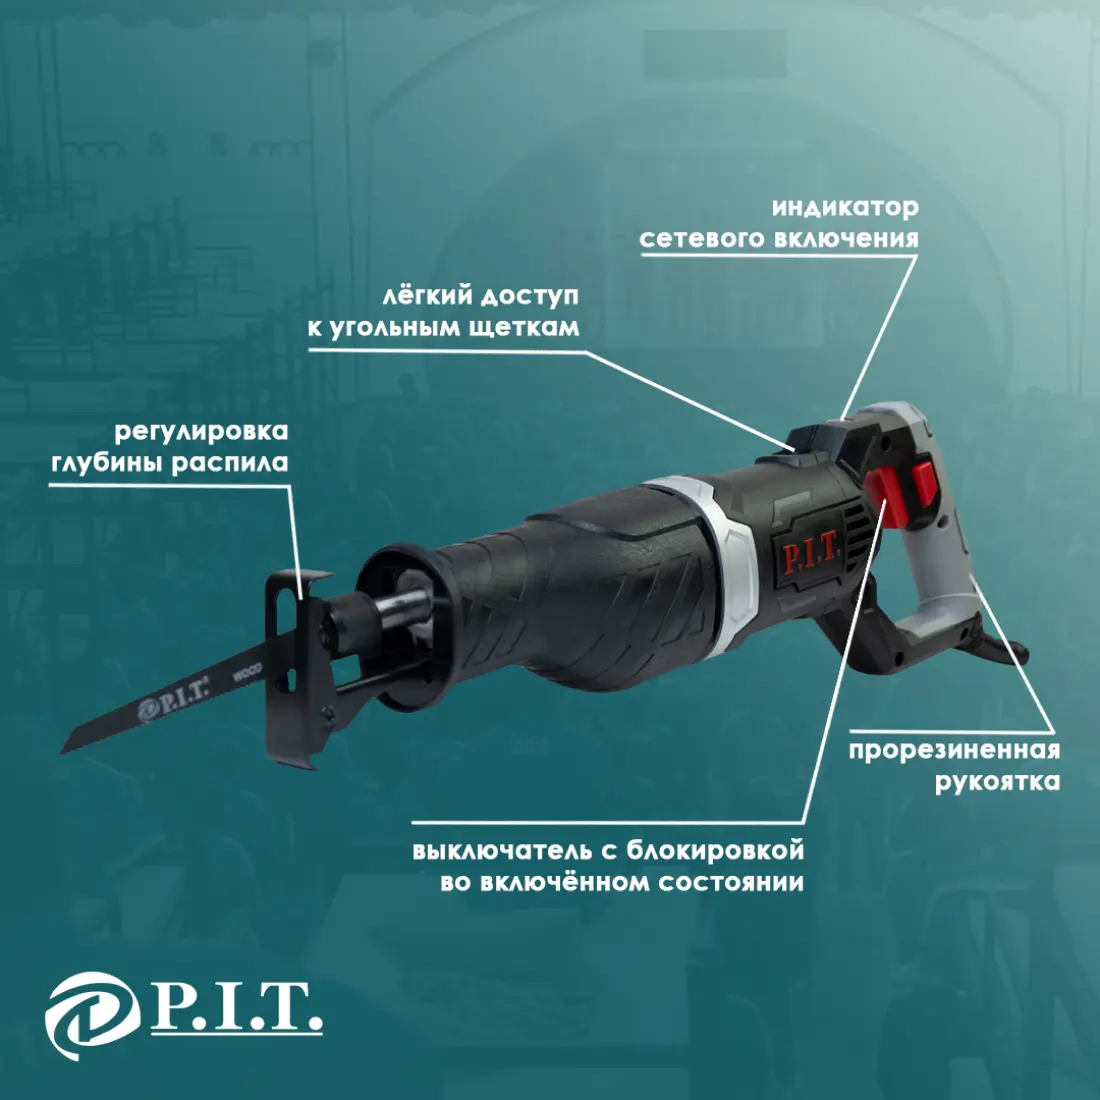 индикатор
сетевого включения
лёгкий доступ
к угольным щеткам
регулировка
глубины распила
P.I.T.
P.I.T.® WOOD
прорезиненная
рукоятка
выключатель с блокировкой
во включённом состоянии
P.I.T.